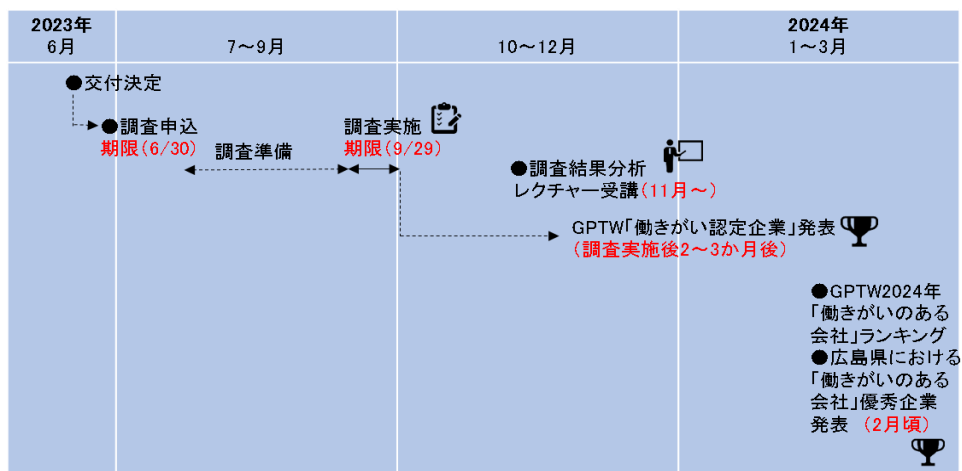 2023年
6月
7～9月
10～12月
2024年
1～3月
●交付決定
●調査申込
期限(6/30)
調査準備
調査実施
期限(9/29)
●調査結果分析
レクチャー受講(11月～)
GPTW「働きがい認定企業」発表
(調査実施後2～3か月後)
●GPTW2024年
「働きがいのある
会社」ランキング
●広島県における
「働きがいのある
会社」優秀企業
発表 (2月頃)